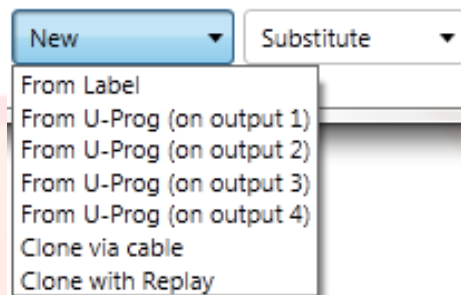 New Substitute
From Label
From U-Prog (on output 1)
From U-Prog (on output 2)
From U-Prog (on output 3)
From U-Prog (on output 4)
Clone via cable
Clone with Replay